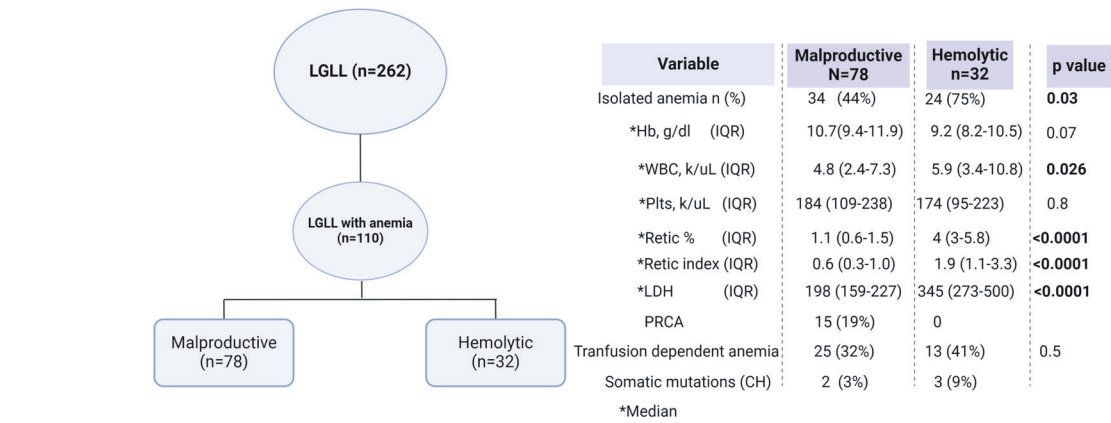 LGLL (n=262)
LGLL with anemia
(n=110)
Malproductive
(n=78)
Hemolytic
(n=32)
Variable
Malproductive
N=78
Hemolytic
n=32
p value
Isolated anemia n (%) 34 (44%) 24 (75%) 0.03
*Hb, g/dl (IQR) 10.7(9.4-11.9) 9.2 (8.2-10.5) 0.07
*WBC, k/uL (IQR) 4.8 (2.4-7.3) 5.9 (3.4-10.8) 0.026
*Plts, k/uL (IQR) 184 (109-238) 174 (95-223) 0.8
*Retic % (IQR) 1.1 (0.6-1.5) 4 (3-5.8) <0.0001
*Retic index (IQR) 0.6 (0.3-1.0) 1.9 (1.1-3.3) <0.0001
*LDH (IQR) 198 (159-227) 345 (273-500) <0.0001
PRCA 15 (19%) 0
Tranfusion dependent anemia 25 (32%) 13 (41%) 0.5
Somatic mutations (CH) 2 (3%) 3 (9%)
*Median